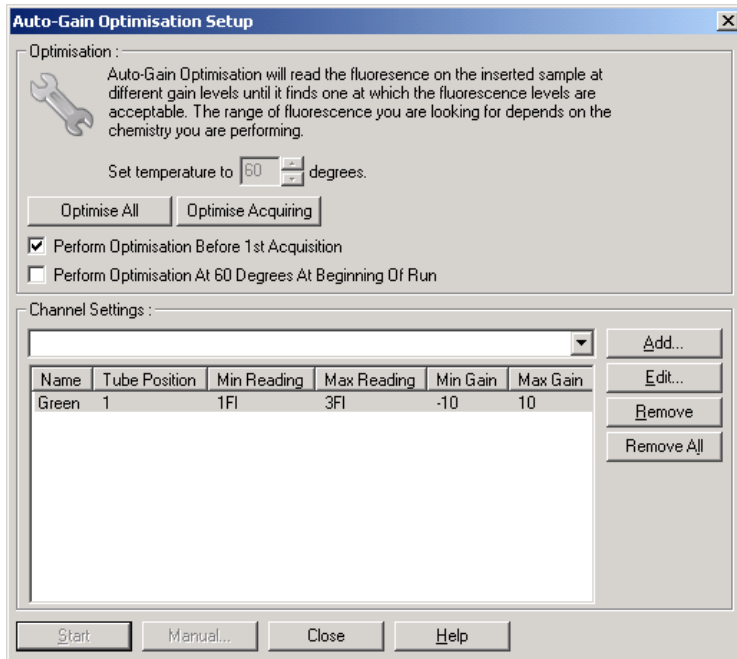 Auto-Gain Optimisation Setup
Optimisation :
Auto-Gain Optimisation will read the fluoresence on the inserted sample at
different gain levels until it finds one at which the fluorescence levels are
acceptable. The range of fluorescence you are looking for depends on the
chemistry you are performing.
Set temperature to 60 degrees.
Optimise All Optimise Acquiring
Perform Optimisation Before 1st Acquisition
Perform Optimisation At 60 Degrees At Beginning Of Run
Channel Settings :
Add...
Name Tube Position Min Reading Max Reading Min Gain Max Gain
Edit...
Green 1 1Fl 3Fl -10 10
Remove
Remove All
Start Manual... Close Help